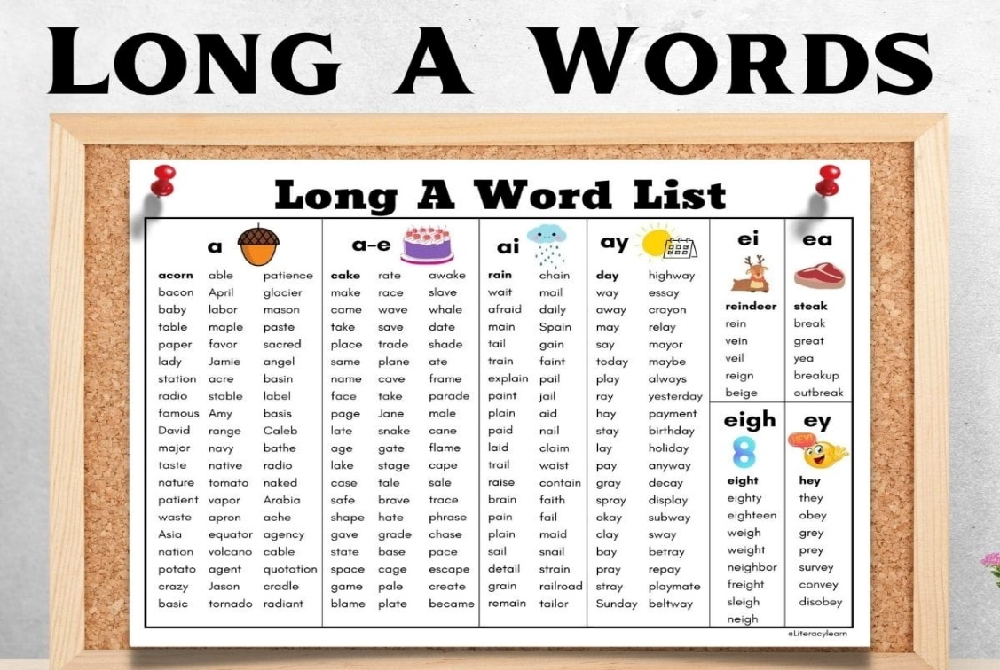 LONG A WORDS
Long A Word List
a
acorn able patience
bacon April glacier
baby labor mason
table maple paste
paper favor sacred
lady Jamie angel
station acre basin
radio stable label
famous Amy basis
David range Caleb
major navy bathe
taste native radio
nature tomato naked
patient vapor Arabia
waste apron ache
Asia equator agency
nation volcano cable
potato agent quotation
crazy Jason cradle
basic tornado radiant
a-e
cake rate awake
make race slave
came wave whale
take save date
place trade shade
same plane ate
name cave frame
face take parade
page Jane male
late snake cane
age gate flame
lake stage cape
case tale sale
safe brave trace
shape hate phrase
gave grade chase
state base pace
space cage escape
game pale create
blame plate became
ai
rain chain
wait mail
afraid daily
main Spain
tail gain
train faint
explain pail
paint jail
plain aid
paid nail
laid claim
trail waist
raise contain
brain faith
pain fail
plain maid
sail snail
detail strain
grain railroad
remain tailor
ay
day highway
way essay
away crayon
may relay
say mayor
today maybe
play always
ray yesterday
hay payment
stay birthday
lay holiday
pay anyway
gray decay
spray display
okay subway
clay sway
bay betray
pray repay
stray playmate
Sunday beltway
ei
reindeer
rein
vein
veil
reign
beige
ea
steak
break
great
yea
breakup
outbreak
eigh
8
eight
eighty
eighteen
weigh
weight
neighbor
freight
sleigh
neigh
ey
HEY!
hey
they
obey
grey
prey
survey
convey
disobey
@Literacylearn